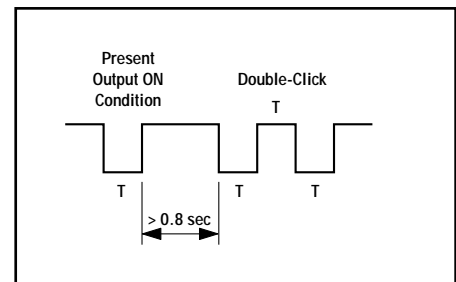 Present
Output ON
Condition
Double-Click
T
T
T
T
> 0.8 sec